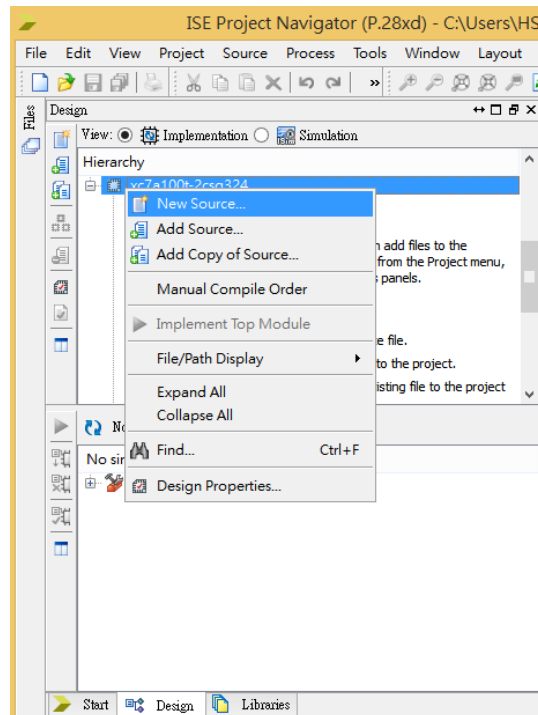 ISE Project Navigator (P.28xd) - C:\Users\HS
File Edit View Project Source Process Tools Window Layout
»
Files
Design
View: Implementation Simulation
Hierarchy
xc7a100t-2csg324
New Source...
Add Source...
n add files to the
Add Copy of Source...
from the Project menu,
panels.
Manual Compile Order
Implement Top Module
e file.
File/Path Display
to the project.
Expand All
isting file to the project
Collapse All
No
Find... Ctrl+F
No sin
Design Properties...
Start Design Libraries